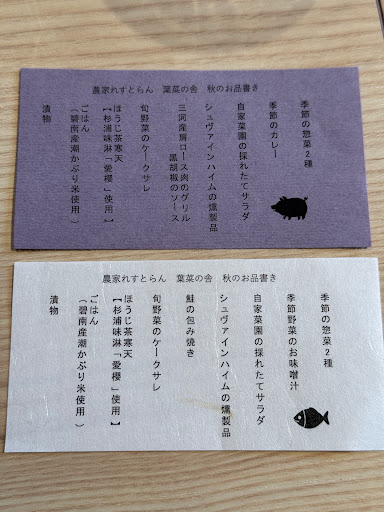 農家れすとらん 葉菜の舎 秋のお品書き
季節の惣菜2種
季節のカレー
自家菜園の採れたてサラダ
シュヴァインハイムの燻製品
三河産肩ロース肉のグリル
黒胡椒のソース
旬野菜のケークサレ
ほうじ茶寒天
【杉浦味淋「愛櫻」使用】
ごはん
（碧南産潮かぶり米使用）
漬物
農家れすとらん 葉菜の舎 秋のお品書き
季節の惣菜2種
季節野菜のお味噌汁
自家菜園の採れたてサラダ
シュヴァインハイムの燻製品
鮭の包み焼き
旬野菜のケークサレ
ほうじ茶寒天
【杉浦味淋「愛櫻」使用】
ごはん
（碧南産潮かぶり米使用）
漬物